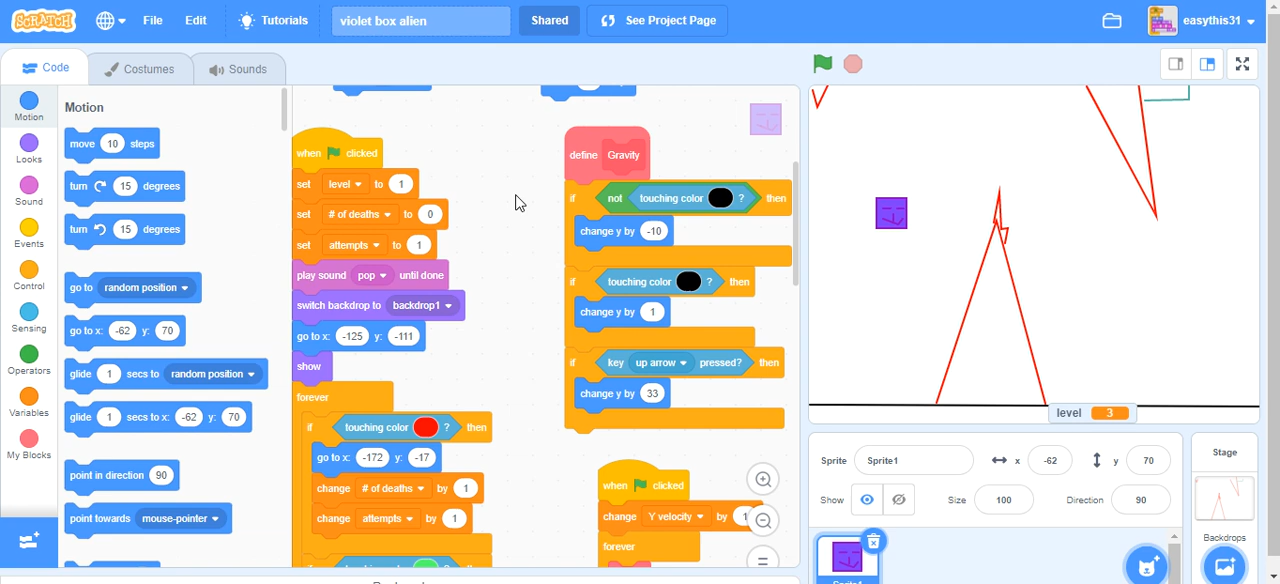 SCRATCH File Edit Tutorials violet box alien Shared See Project Page easythis31
Code Costumes Sounds
Motion
Looks
Sound
Events
Control
Sensing
Operators
Variables
My Blocks
Motion
move 10 steps
turn 15 degrees
turn 15 degrees
go to random position
go to x: -62 y: 70
glide 1 secs to random position
glide 1 secs to x: -62 y: 70
point in direction 90
point towards mouse-pointer
when clicked
set level to 1
set # of deaths to 0
set attempts to 1
play sound pop until done
switch backdrop to backdrop1
go to x: -125 y: -111
show
forever
if touching color ? then
go to x: -172 y: -17
change # of deaths by 1
change attempts by 1
if touching color ? then
define Gravity
if not touching color ? then
change y by -10
if touching color ? then
change y by 1
if key up arrow pressed? then
change y by 33
when clicked
change Y velocity by
forever
level 3
Sprite Sprite1 x -62 y 70
Show Size 100 Direction 90
Sprite1
Stage
Backdrops